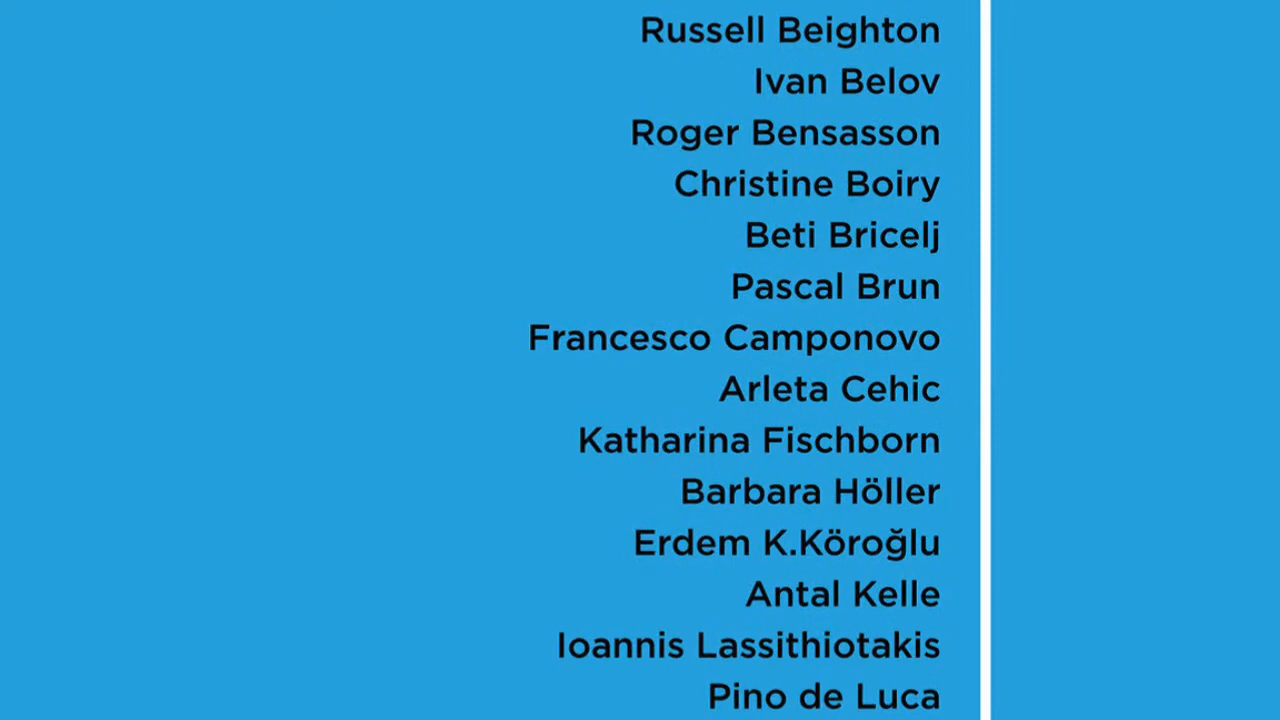 Russell Beighton
Ivan Belov
Roger Bensasson
Christine Boiry
Beti Bricelj
Pascal Brun
Francesco Camponovo
Arleta Cehic
Katharina Fischborn
Barbara Höller
Erdem K.Köroğlu
Antal Kelle
Ioannis Lassithiotakis
Pino de Luca